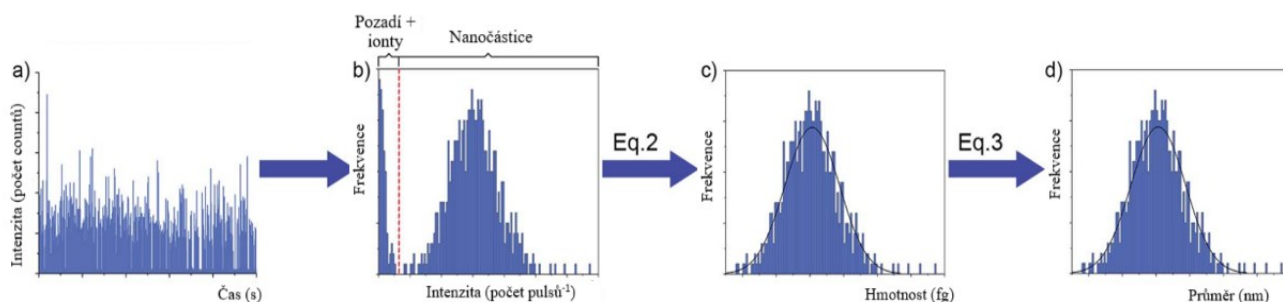 Pozadí +
ionty
Nanočástice
a)
Intenzita (počet countů)
Čas (s)
b)
Frekvence
Intenzita (počet pulsů-1)
Eq.2
c)
Frekvence
Hmotnost (fg)
Eq.3
d)
Frekvence
Průměr (nm)